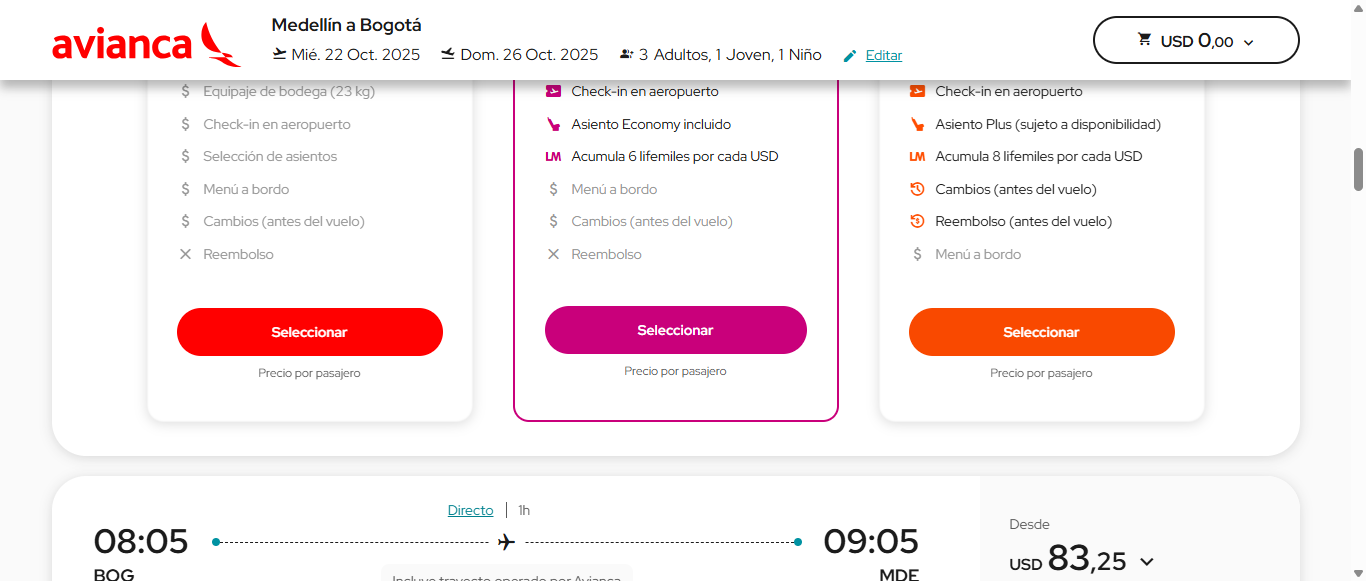 avianca
Medellín a Bogotá
Mié. 22 Oct. 2025 Dom. 26 Oct. 2025 3 Adultos, 1 Joven, 1 Niño Editar
USD 0,00
$ Equipaje de bodega (23 kg)
$ Check-in en aeropuerto
$ Selección de asientos
$ Menú a bordo
$ Cambios (antes del vuelo)
Reembolso
Seleccionar
Precio por pasajero
Check-in en aeropuerto
Asiento Economy incluido
LM Acumula 6 lifemiles por cada USD
$ Menú a bordo
$ Cambios (antes del vuelo)
Reembolso
Seleccionar
Precio por pasajero
Check-in en aeropuerto
Asiento Plus (sujeto a disponibilidad)
LM Acumula 8 lifemiles por cada USD
Cambios (antes del vuelo)
Reembolso (antes del vuelo)
$ Menú a bordo
Seleccionar
Precio por pasajero
Directo | 1h
08:05 09:05
BOG MDE
Incluye trayecto operado por Avianca
Desde
USD 83,25